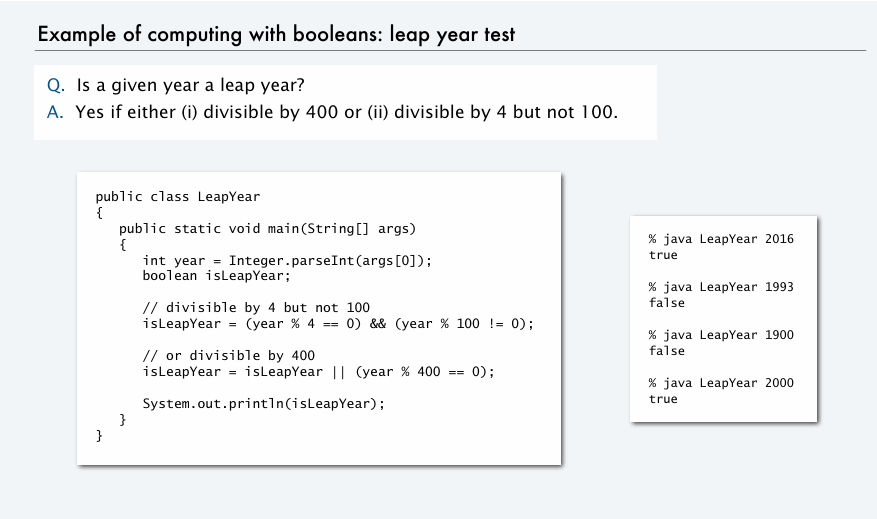 Example of computing with booleans: leap year test
Q. Is a given year a leap year?
A. Yes if either (i) divisible by 400 or (ii) divisible by 4 but not 100.
public class LeapYear
{
   public static void main(String[] args)
   {
      int year = Integer.parseInt(args[0]);
      boolean isLeapYear;

      // divisible by 4 but not 100
      isLeapYear = (year % 4 == 0) && (year % 100 != 0);

      // or divisible by 400
      isLeapYear = isLeapYear || (year % 400 == 0);

      System.out.println(isLeapYear);
   }
}
% java LeapYear 2016
true

% java LeapYear 1993
false

% java LeapYear 1900
false

% java LeapYear 2000
true